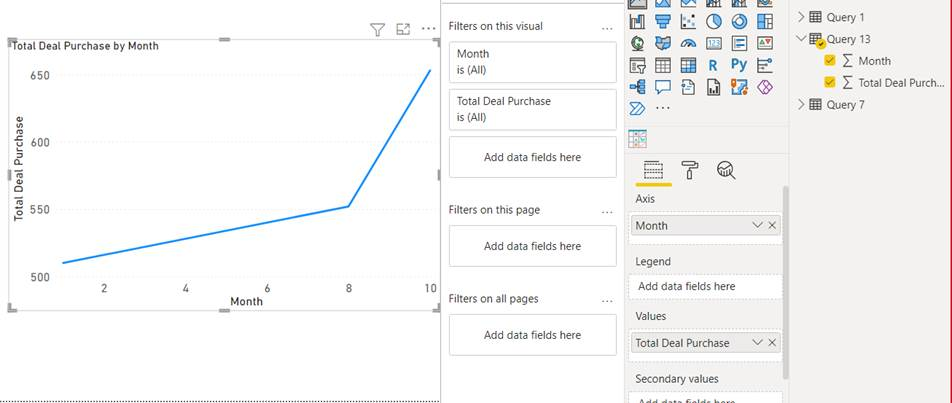 Total Deal Purchase by Month
650
600
550
500
Total Deal Purchase
2 4 6 8 10
Month
Filters on this visual ...
Month
is (All)
Total Deal Purchase
is (All)
Add data fields here
Filters on this page ...
Add data fields here
Filters on all pages ...
Add data fields here
123
R Py
...
Axis
Month
Legend
Add data fields here
Values
Total Deal Purchase
Secondary values
Query 1
Query 13
Month
Total Deal Purch...
Query 7